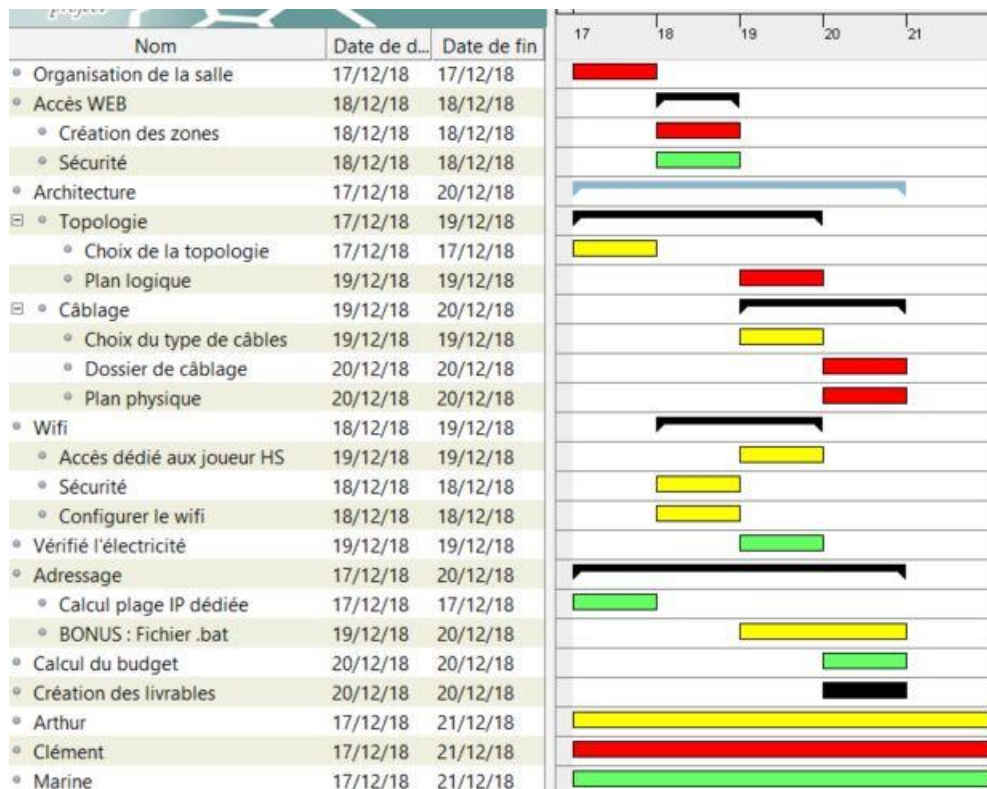 project
17 18 19 20 21
Nom Date de d... Date de fin
Organisation de la salle 17/12/18 17/12/18
Accès WEB 18/12/18 18/12/18
Création des zones 18/12/18 18/12/18
Sécurité 18/12/18 18/12/18
Architecture 17/12/18 20/12/18
Topologie 17/12/18 19/12/18
Choix de la topologie 17/12/18 17/12/18
Plan logique 19/12/18 19/12/18
Câblage 19/12/18 20/12/18
Choix du type de câbles 19/12/18 19/12/18
Dossier de câblage 20/12/18 20/12/18
Plan physique 20/12/18 20/12/18
Wifi 18/12/18 19/12/18
Accès dédié aux joueur HS 19/12/18 19/12/18
Sécurité 18/12/18 18/12/18
Configurer le wifi 18/12/18 18/12/18
Vérifié l'électricité 19/12/18 19/12/18
Adressage 17/12/18 20/12/18
Calcul plage IP dédiée 17/12/18 17/12/18
BONUS : Fichier .bat 19/12/18 20/12/18
Calcul du budget 20/12/18 20/12/18
Création des livrables 20/12/18 20/12/18
Arthur 17/12/18 21/12/18
Clément 17/12/18 21/12/18
Marine 17/12/18 21/12/18